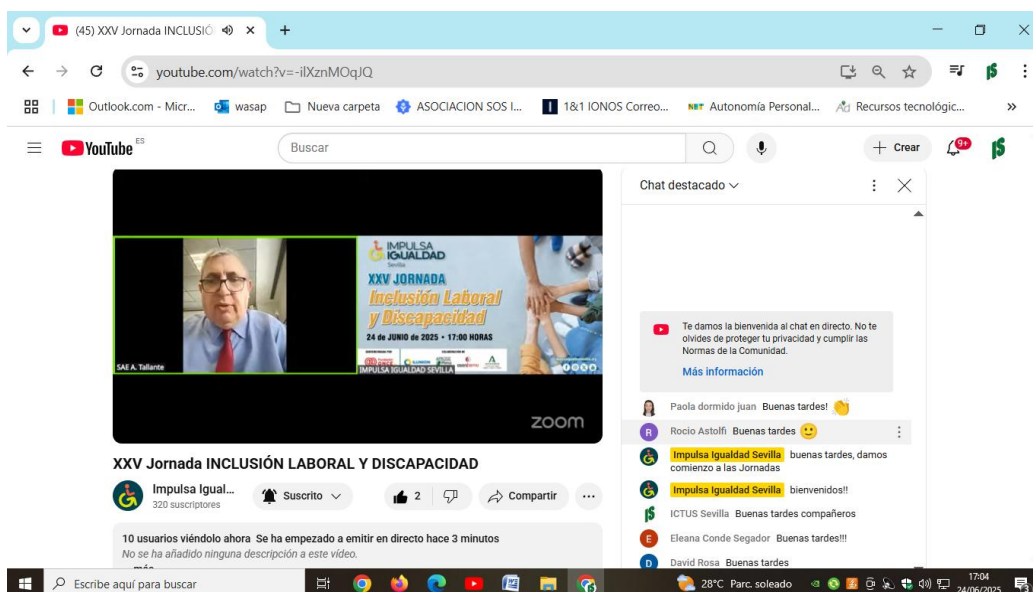 (45) XXV Jornada INCLUSIÓ
youtube.com/watch?v=-ilXznMOqJQ
Outlook.com - Micr... wasap Nueva carpeta ASOCIACION SOS I... 1&1 IONOS Correo... NET Autonomía Personal... Recursos tecnológic... »
YouTube ES
Buscar
Crear
9+
Chat destacado
IMPULSA
IGUALDAD
Sevilla
XXV JORNADA
Inclusión Laboral
y Discapacidad
24 de JUNIO de 2025 • 17:00 HORAS
SAE A. Tallante
IMPULSA IGUALDAD SEVILLA
zoom
XXV Jornada INCLUSIÓN LABORAL Y DISCAPACIDAD
Impulsa Igual...
320 suscriptores
Suscrito
2
Compartir
10 usuarios viéndolo ahora Se ha empezado a emitir en directo hace 3 minutos
No se ha añadido ninguna descripción a este vídeo.
...más
Te damos la bienvenida al chat en directo. No te
olvides de proteger tu privacidad y cumplir las
Normas de la Comunidad.
Más información
Paola dormido juan Buenas tardes!
R Rocio Astolfi Buenas tardes
Impulsa Igualdad Sevilla buenas tardes, damos
comienzo a las Jornadas
Impulsa Igualdad Sevilla bienvenidos!!
ICTUS Sevilla Buenas tardes compañeros
E Eleana Conde Segador Buenas tardes!!!
D David Rosa Buenas tardes
Escribe aquí para buscar
28°C Parc. soleado
17:04
24/06/2025